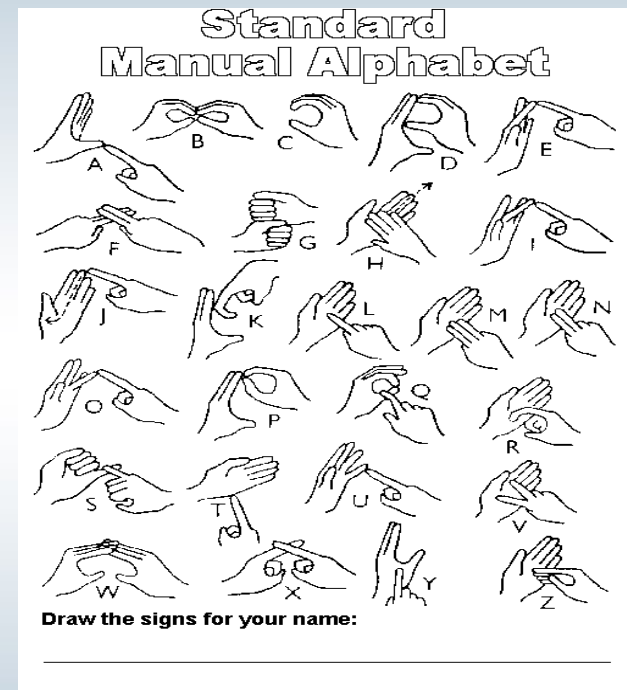 Standard
Manual Alphabet
A B C D E
F G H I
J K L M N
O P Q R
S T U V
W X Y Z
Draw the signs for your name: